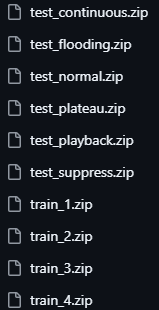 test_continuous.zip
test_flooding.zip
test_normal.zip
test_plateau.zip
test_playback.zip
test_suppress.zip
train_1.zip
train_2.zip
train_3.zip
train_4.zip